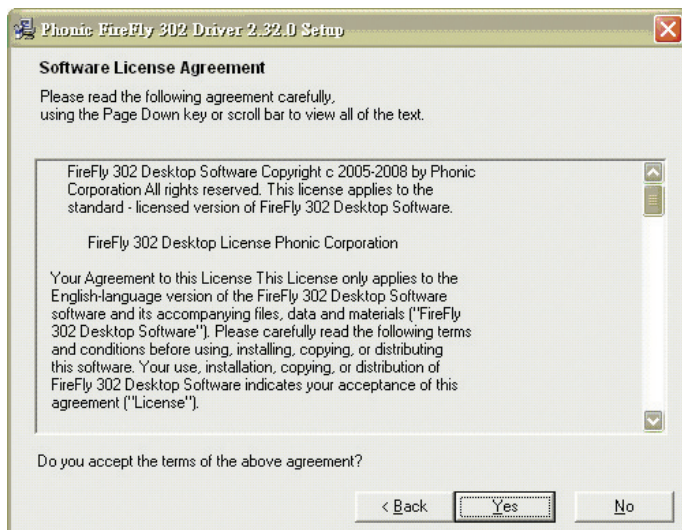 Phonic FireFly 302 Driver 2.32.0 Setup
Software License Agreement
Please read the following agreement carefully,
using the Page Down key or scroll bar to view all of the text.
FireFly 302 Desktop Software Copyright c 2005-2008 by Phonic
Corporation All rights reserved. This license applies to the
standard - licensed version of FireFly 302 Desktop Software.
FireFly 302 Desktop License Phonic Corporation
Your Agreement to this License This License only applies to the
English-language version of the FireFly 302 Desktop Software
software and its accompanying files, data and materials ("FireFly
302 Desktop Software"). Please carefully read the following terms
and conditions before using, installing, copying, or distributing
this software. Your use, installation, copying, or distribution of
FireFly 302 Desktop Software indicates your acceptance of this
agreement ("License").
Do you accept the terms of the above agreement?
< Back Yes No